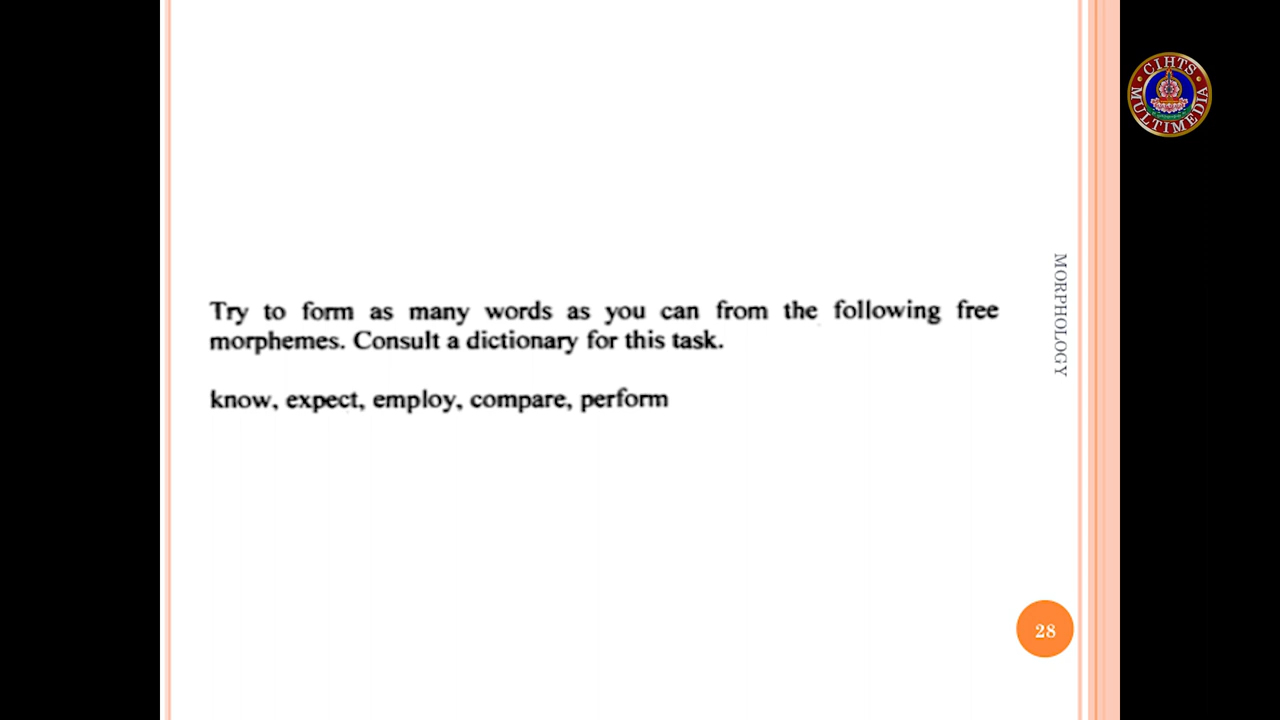 CIHTS
MULTIMEDIA
Try to form as many words as you can from the following free
morphemes. Consult a dictionary for this task.
know, expect, employ, compare, perform
MORPHOLOGY
28